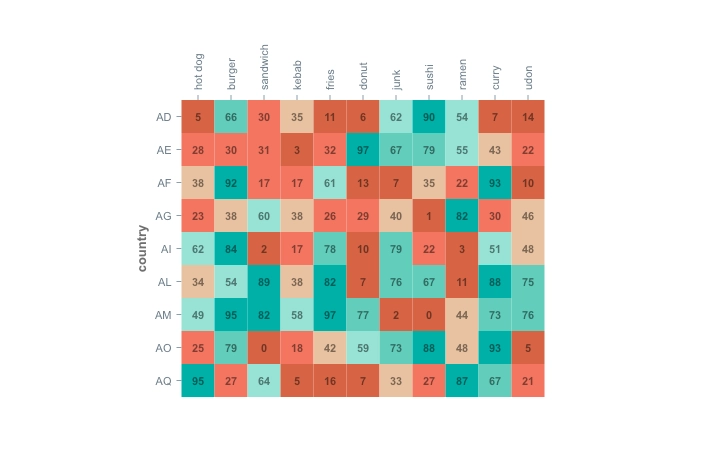 hot dog burger sandwich kebab fries donut junk sushi ramen curry udon
country
AD 5 66 30 35 11 6 62 90 54 7 14
AE 28 30 31 3 32 97 67 79 55 43 22
AF 38 92 17 17 61 13 7 35 22 93 10
AG 23 38 60 38 26 29 40 1 82 30 46
AI 62 84 2 17 78 10 79 22 3 51 48
AL 34 54 89 38 82 7 76 67 11 88 75
AM 49 95 82 58 97 77 2 0 44 73 76
AO 25 79 0 18 42 59 73 88 48 93 5
AQ 95 27 64 5 16 7 33 27 87 67 21